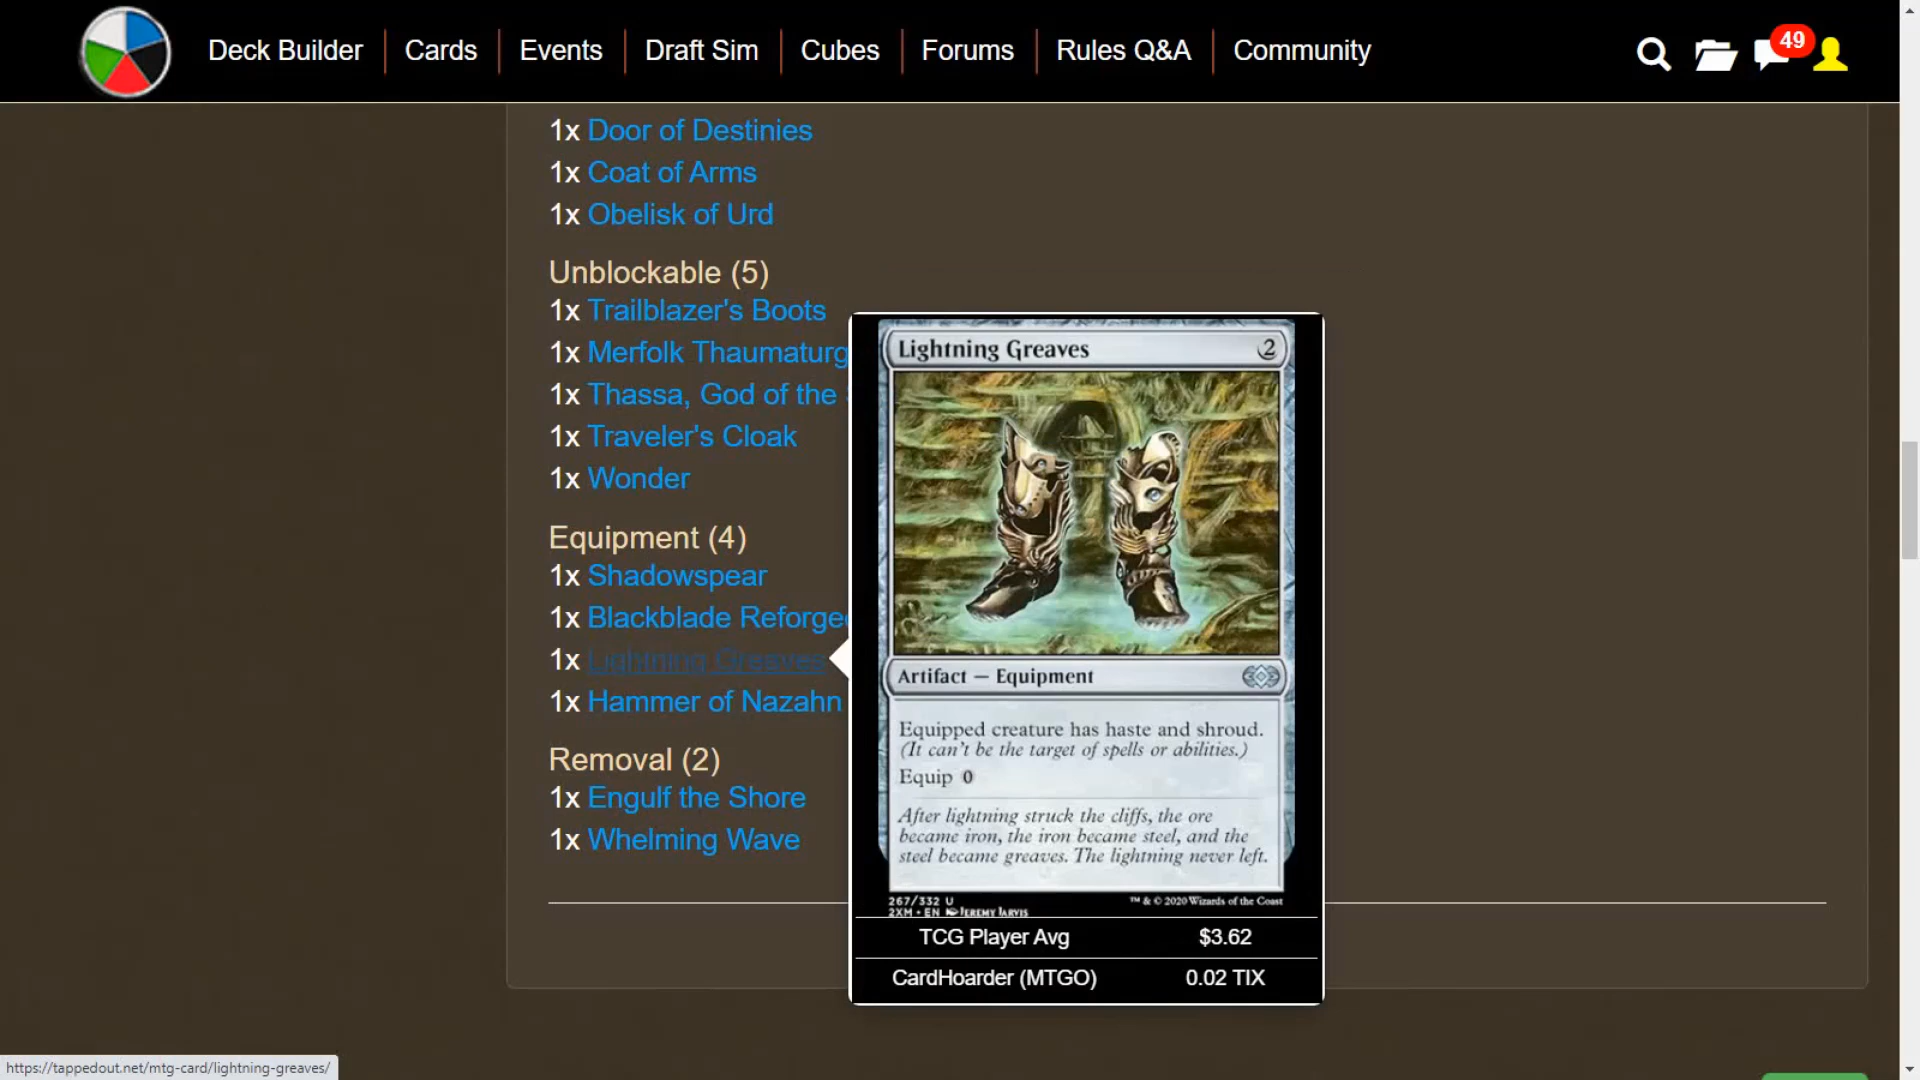 Deck Builder Cards Events Draft Sim Cubes Forums Rules Q&A Community 49
1x Door of Destinies
1x Coat of Arms
1x Obelisk of Urd
Unblockable (5)
1x Trailblazer's Boots
1x Merfolk Thaumaturg
1x Thassa, God of the
1x Traveler's Cloak
1x Wonder
Equipment (4)
1x Shadowspear
1x Blackblade Reforged
1x Lightning Greaves
1x Hammer of Nazahn
Removal (2)
1x Engulf the Shore
1x Whelming Wave
Lightning Greaves 2
Artifact — Equipment
Equipped creature has haste and shroud.
(It can't be the target of spells or abilities.)
Equip 0
After lightning struck the cliffs, the ore
became iron, the iron became steel, and the
steel became greaves. The lightning never left.
267/332 U ™ & © 2020 Wizards of the Coast
2XM • EN JEREMY JARVIS
TCG Player Avg $3.62
CardHoarder (MTGO) 0.02 TIX
https://tappedout.net/mtg-card/lightning-greaves/